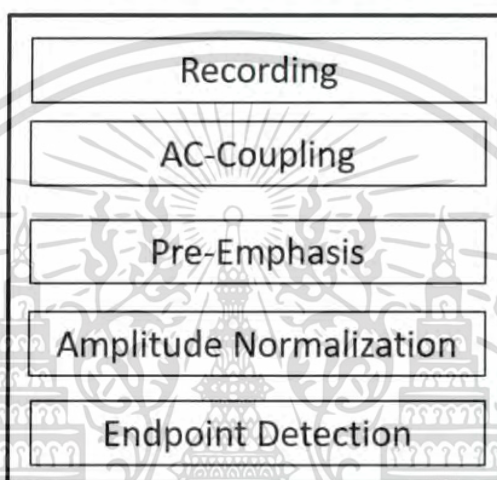 Recording
AC-Coupling
Pre-Emphasis
Amplitude Normalization
Endpoint Detection